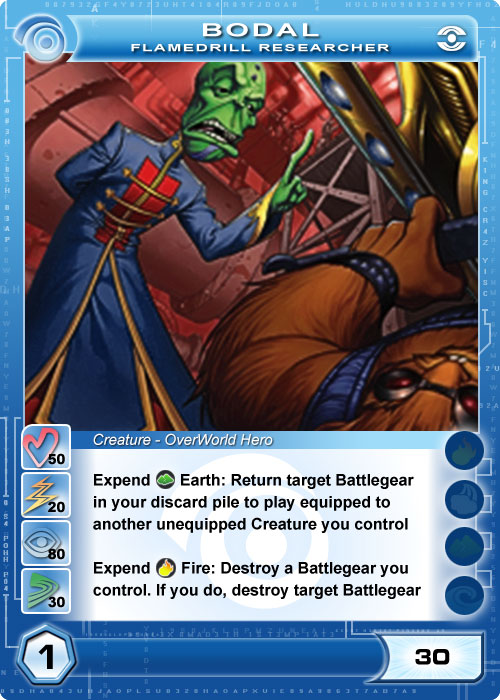 BODAL
FLAMEDRILL RESEARCHER
Creature - OverWorld Hero
50
20
80
30
Expend Earth: Return target Battlegear
in your discard pile to play equipped to
another unequipped Creature you control
Expend Fire: Destroy a Battlegear you
control. If you do, destroy target Battlegear
1
30